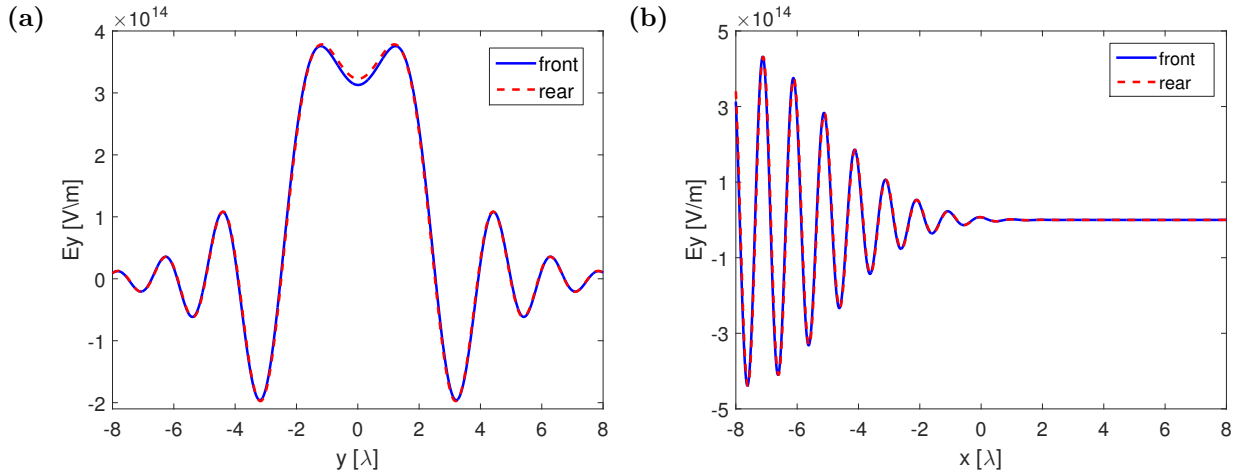 (a)
×10^14
4
3
2
1
0
-1
-2
Ey [V\m]
-8 -6 -4 -2 0 2 4 6 8
y [λ]
front
rear
(b)
×10^14
5
3
1
-1
-3
-5
Ey [V/m]
-8 -6 -4 -2 0 2 4 6 8
x [λ]
front
rear